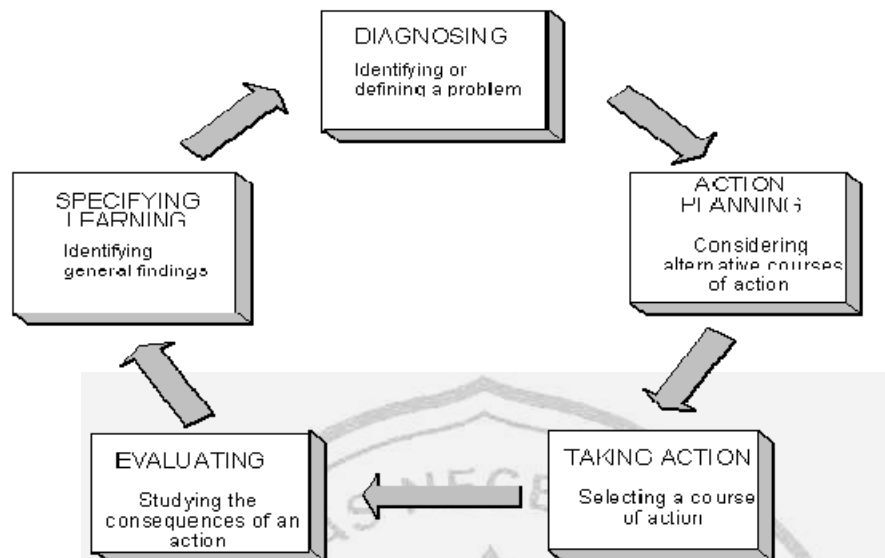 DIAGNOSING
Identifying or
defining a problem
ACTION
PLANNING
Considering
alternative courses
of action
TAKING ACTION
Selecting a course
of action
EVALUATING
Studying the
consequences of an
action
SPECIFYING
LEARNING
Identifying
general findings